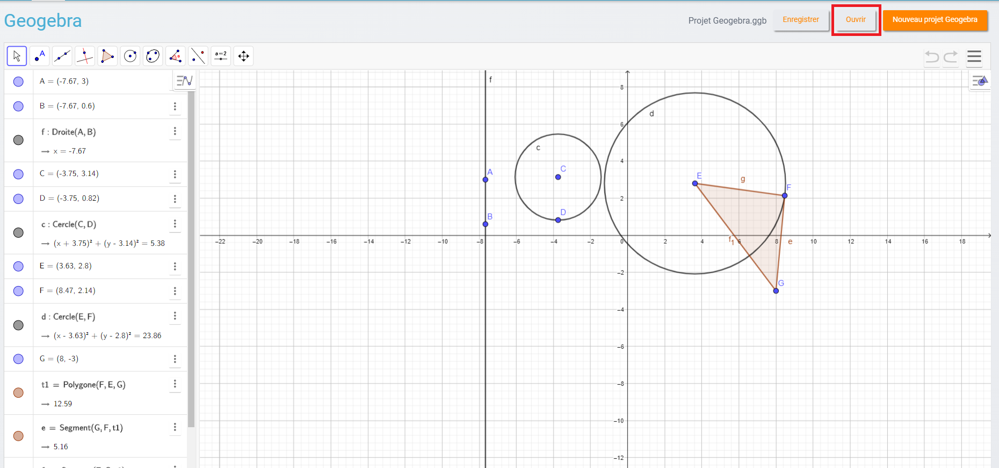 Geogebra
Projet Geogebra.ggb
Enregistrer
Ouvrir
Nouveau projet Geogebra
A
α
a=2
A = (-7.67, 3)
B = (-7.67, 0.6)
f : Droite(A, B)
→ x = -7.67
C = (-3.75, 3.14)
D = (-3.75, 0.82)
c : Cercle(C, D)
→ (x + 3.75)² + (y - 3.14)² = 5.38
E = (3.63, 2.8)
F = (8.47, 2.14)
d : Cercle(E, F)
→ (x - 3.63)² + (y - 2.8)² = 23.86
G = (8, -3)
t1 = Polygone(F, E, G)
→ 12.59
e = Segment(G, F, t1)
→ 5.16
f
8
d
6
c
4
C
A
E
g
F
2
D
B
–22 –20 –18 –16 –14 –12 –10 –8 –6 –4 –2 0 2 4 f₁ 6 8 e 10 12 14 16 18
–2
G
–4
–6
–8
–10
–12